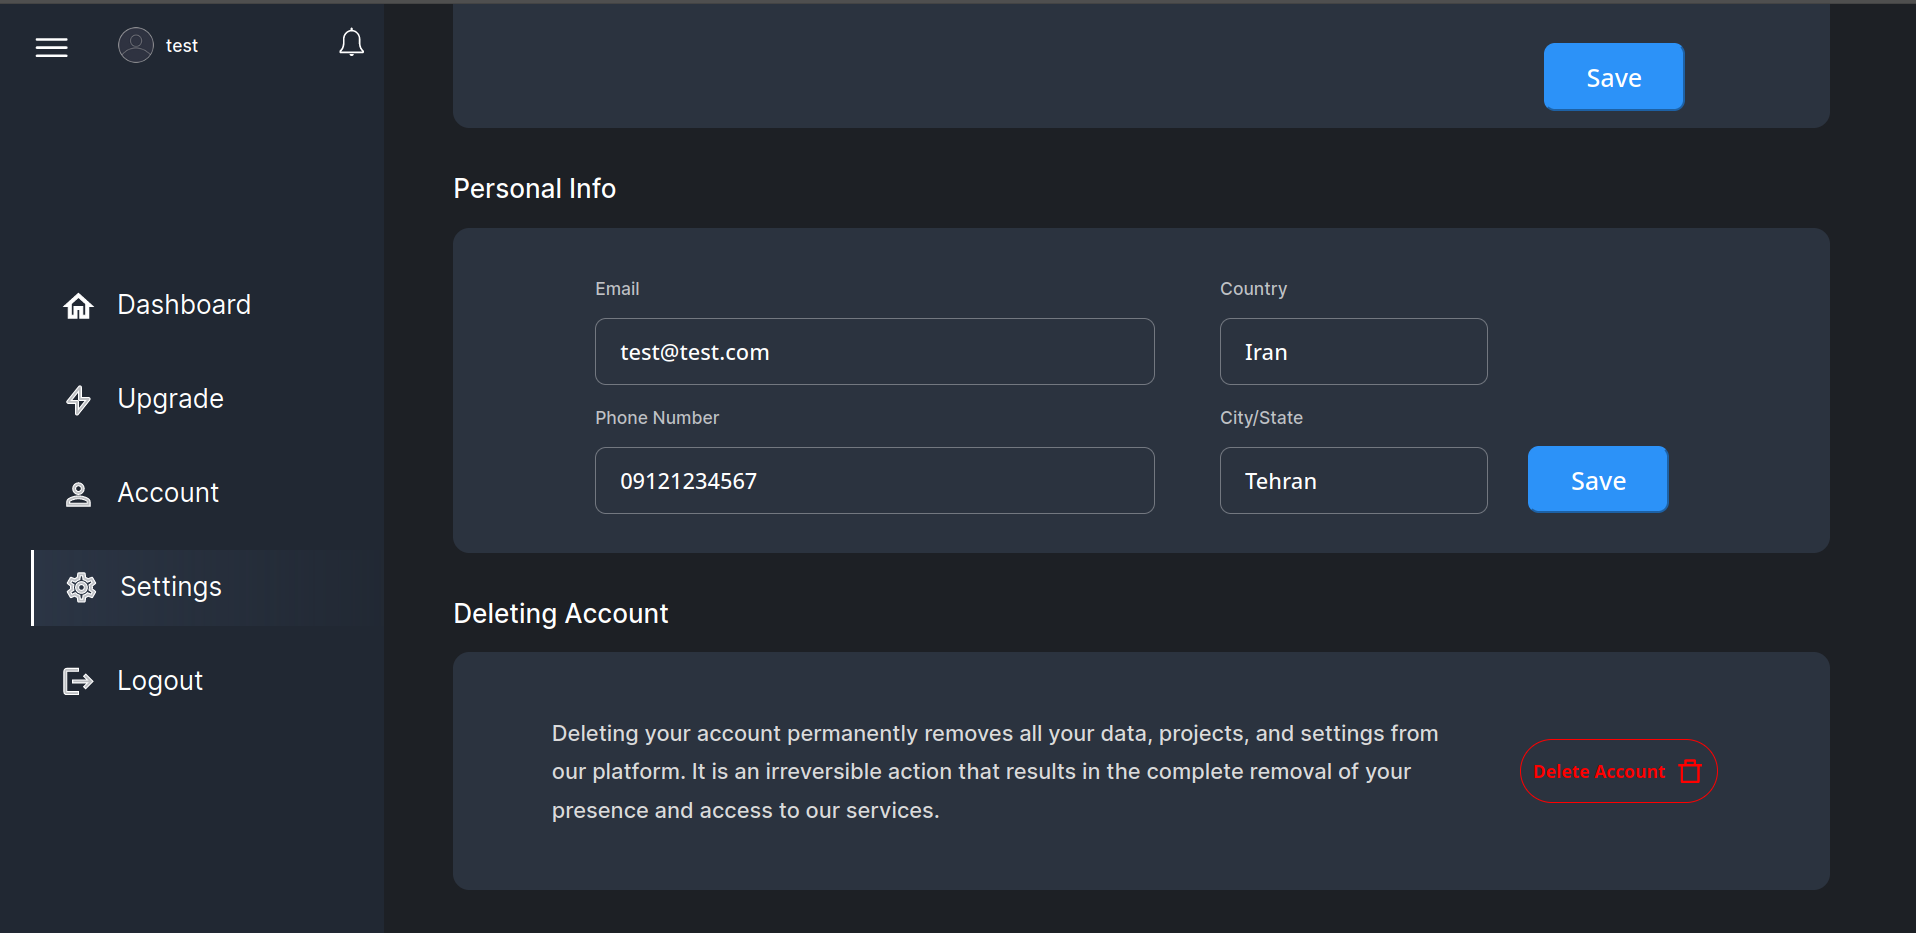 test
Dashboard
Upgrade
Account
Settings
Logout
Save
Personal Info
Email
Country
test@test.com
Iran
Phone Number
City/State
09121234567
Tehran
Save
Deleting Account
Deleting your account permanently removes all your data, projects, and settings from
our platform. It is an irreversible action that results in the complete removal of your
presence and access to our services.
Delete Account